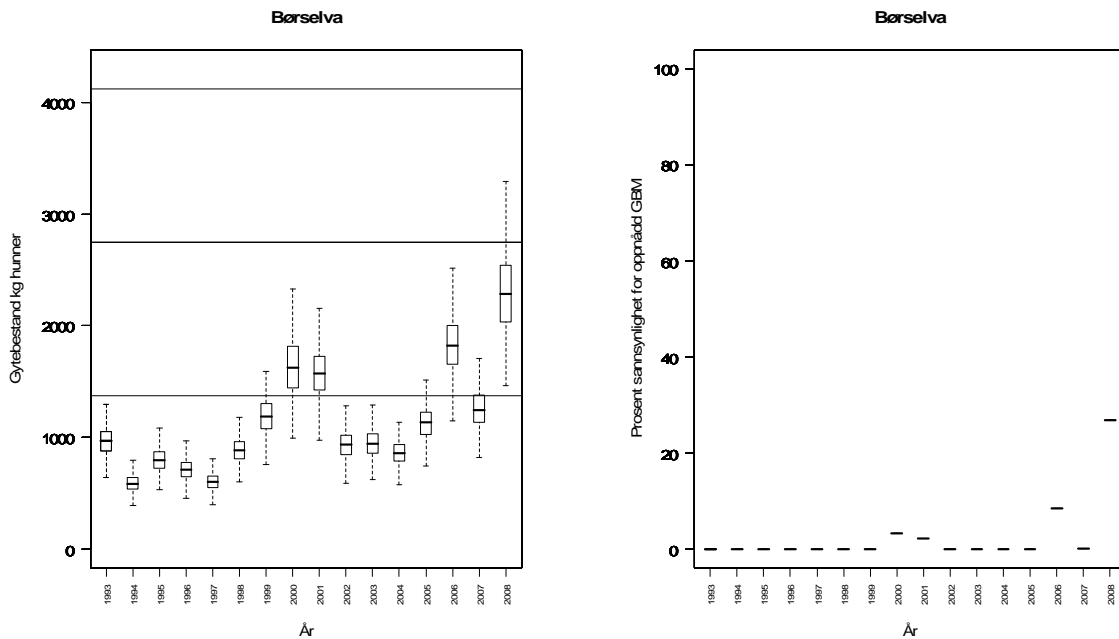 Børselva
Gytebestand kg hunner
4000
3000
2000
1000
0
1993 1994 1995 1996 1997 1998 1999 2000 2001 2002 2003 2004 2005 2006 2007 2008
År
Børselva
Prosent sannsynlighet for oppnådd GBM
100
80
60
40
20
0
1993 1994 1995 1996 1997 1998 1999 2000 2001 2002 2003 2004 2005 2006 2007 2008
År